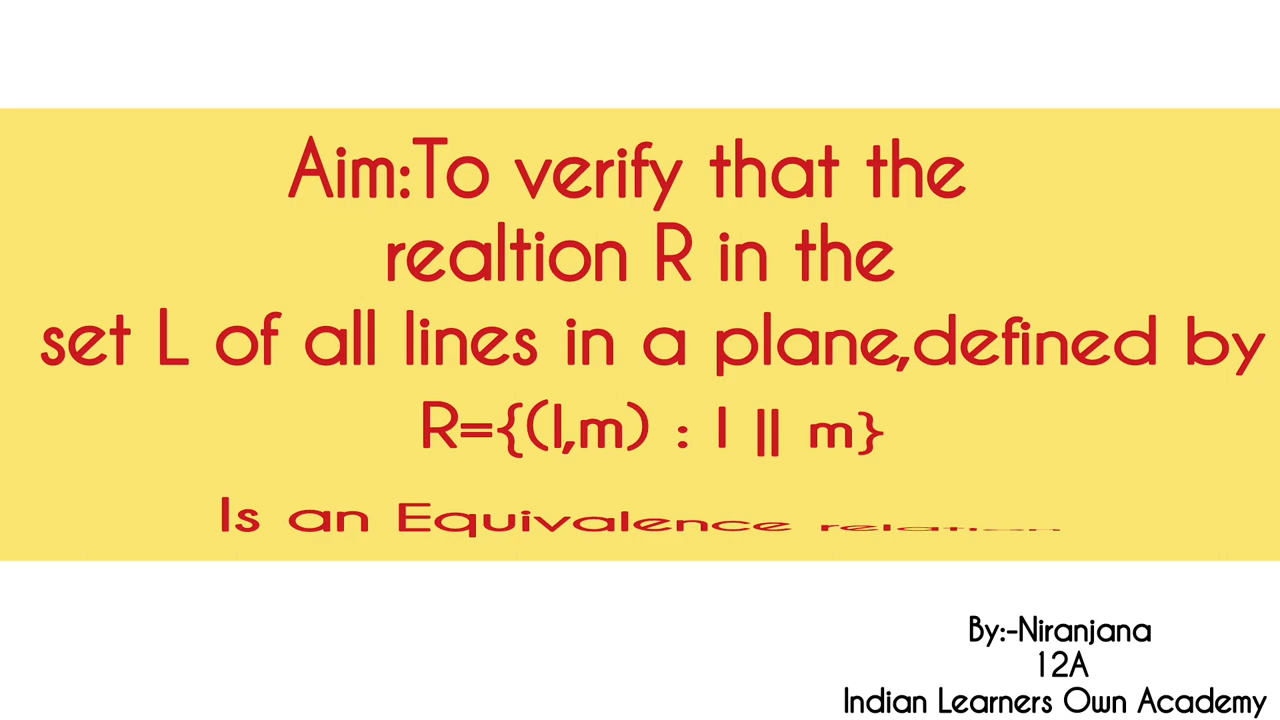 Aim:To verify that the
realtion R in the
set L of all lines in a plane,defined by
R={(l,m) : l || m}
Is an Equivalence relation
By:-Niranjana
12A
Indian Learners Own Academy